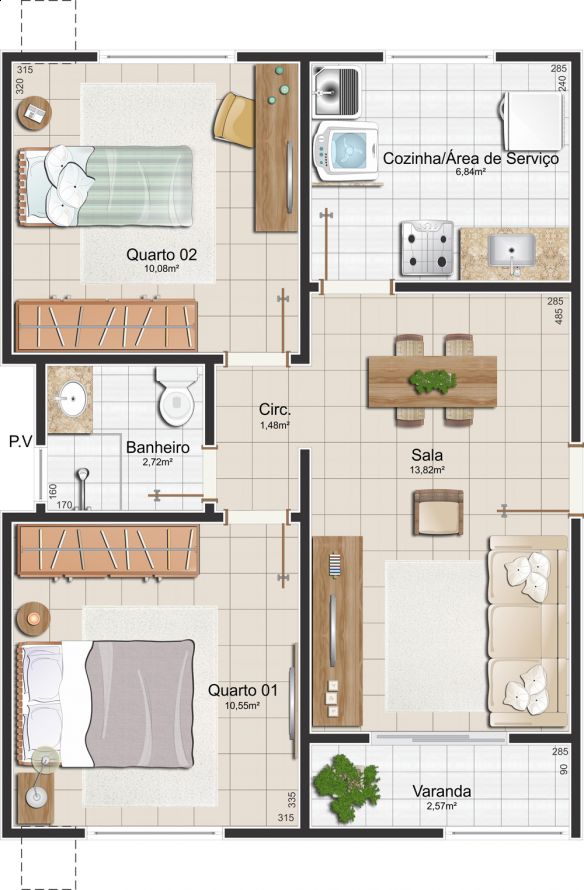 315
320
285
240
Cozinha/Área de Serviço
6,84m²
Quarto 02
10,08m²
285
485
Circ.
1,48m²
P.V
Banheiro
2,72m²
Sala
13,82m²
160
170
Quarto 01
10,55m²
285
90
Varanda
2,57m²
335
315